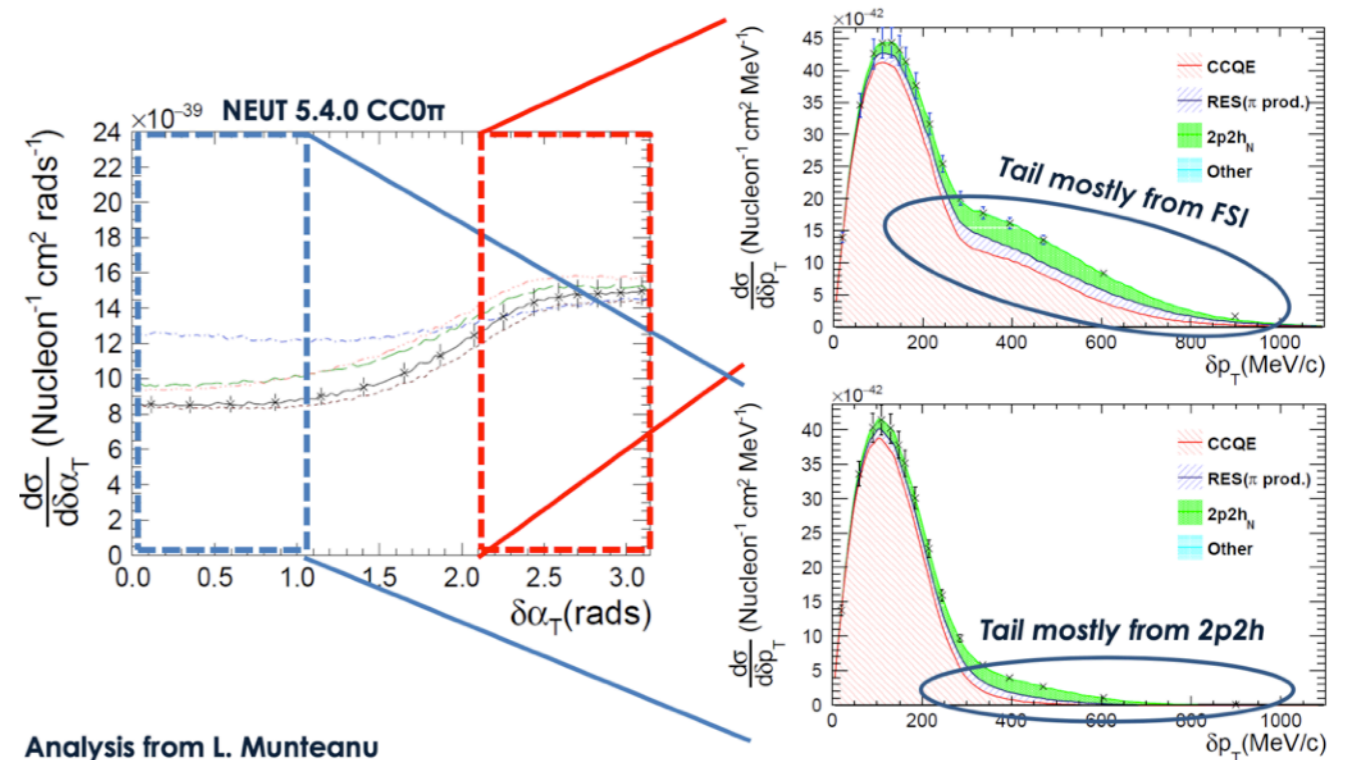 NEUT 5.4.0 CC0π
×10⁻³⁹
24
22
20
18
16
14
12
10
8
6
4
2
0
dσ/dδα_T (Nucleon⁻¹ cm² rads⁻¹)
0.0 0.5 1.0 1.5 2.0 2.5 3.0
δα_T(rads)
×10⁻⁴²
45
40
35
30
25
20
15
10
5
0
dσ/dδp_T (Nucleon⁻¹ cm² MeV⁻¹)
CCQE
RES(π prod.)
2p2h_N
Other
Tail mostly from FSI
0 200 400 600 800 1000
δp_T(MeV/c)
×10⁻⁴²
40
35
30
25
20
15
10
5
0
dσ/dδp_T (Nucleon⁻¹ cm² MeV⁻¹)
CCQE
RES(π prod.)
2p2h_N
Other
Tail mostly from 2p2h
0 200 400 600 800 1000
δp_T(MeV/c)
Analysis from L. Munteanu